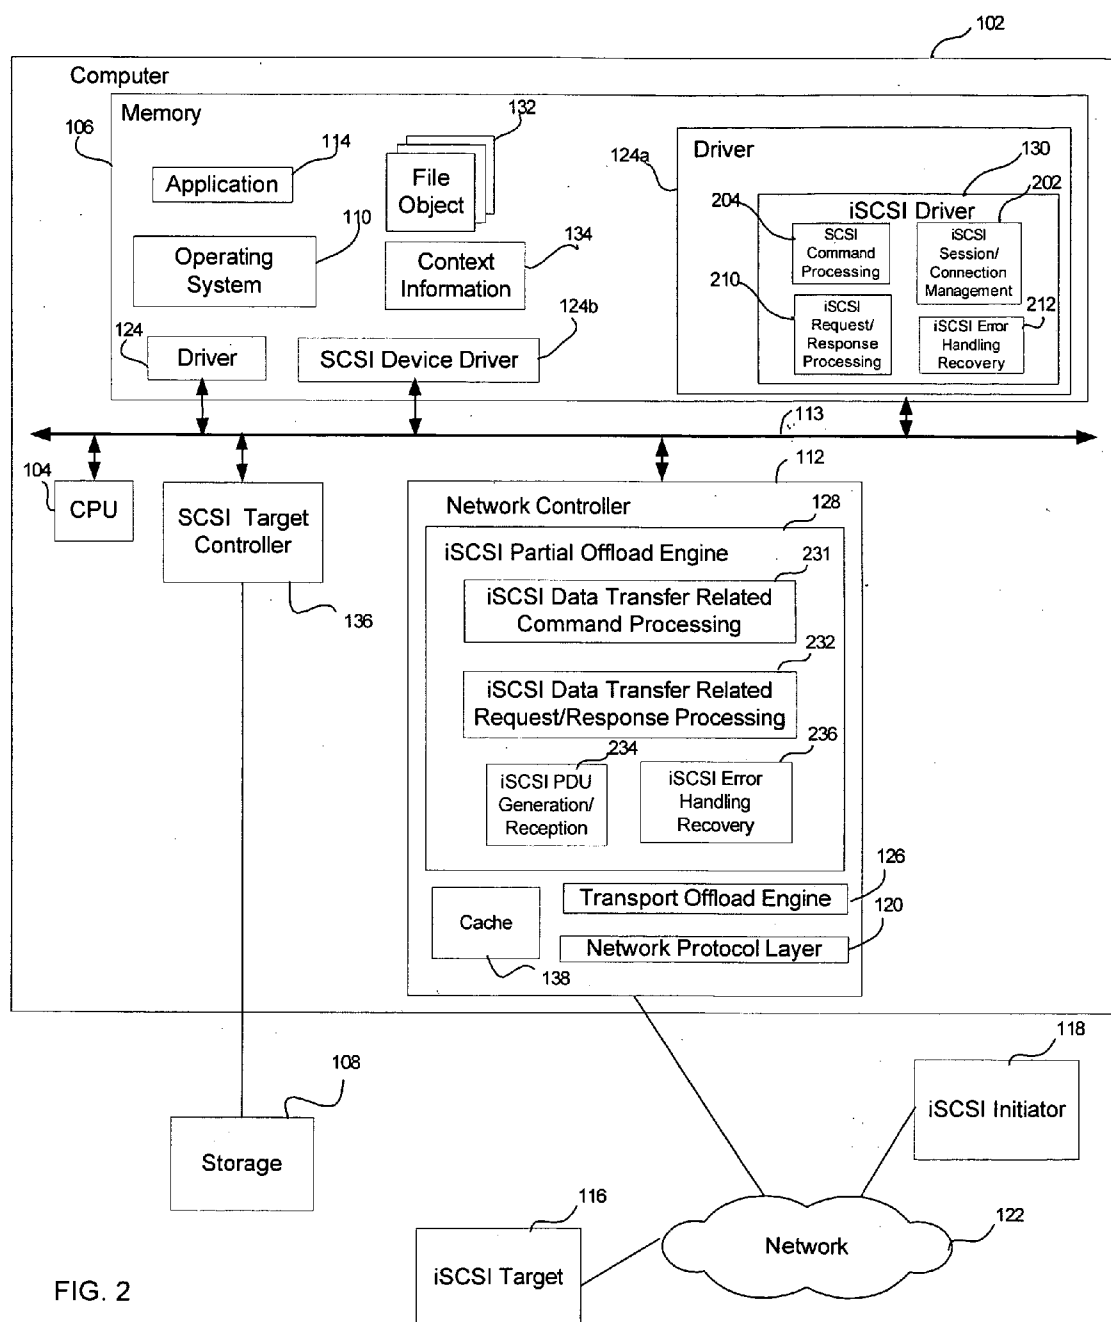 102
Computer
Memory
106
114
Application
132
File
Object
110
Operating
System
134
Context
Information
124
Driver
124b
SCSI Device Driver
124a
Driver
130
202
204
iSCSI Driver
SCSI
Command
Processing
iSCSI
Session/
Connection
Management
210
iSCSI
Request/
Response
Processing
212
iSCSI Error
Handling
Recovery
113
112
104
CPU
SCSI Target
Controller
136
Network Controller
128
iSCSI Partial Offload Engine
231
iSCSI Data Transfer Related
Command Processing
232
iSCSI Data Transfer Related
Request/Response Processing
234
iSCSI PDU
Generation/
Reception
236
iSCSI Error
Handling
Recovery
126
Transport Offload Engine
120
Network Protocol Layer
Cache
138
108
Storage
118
iSCSI Initiator
116
iSCSI Target
Network
122
FIG. 2